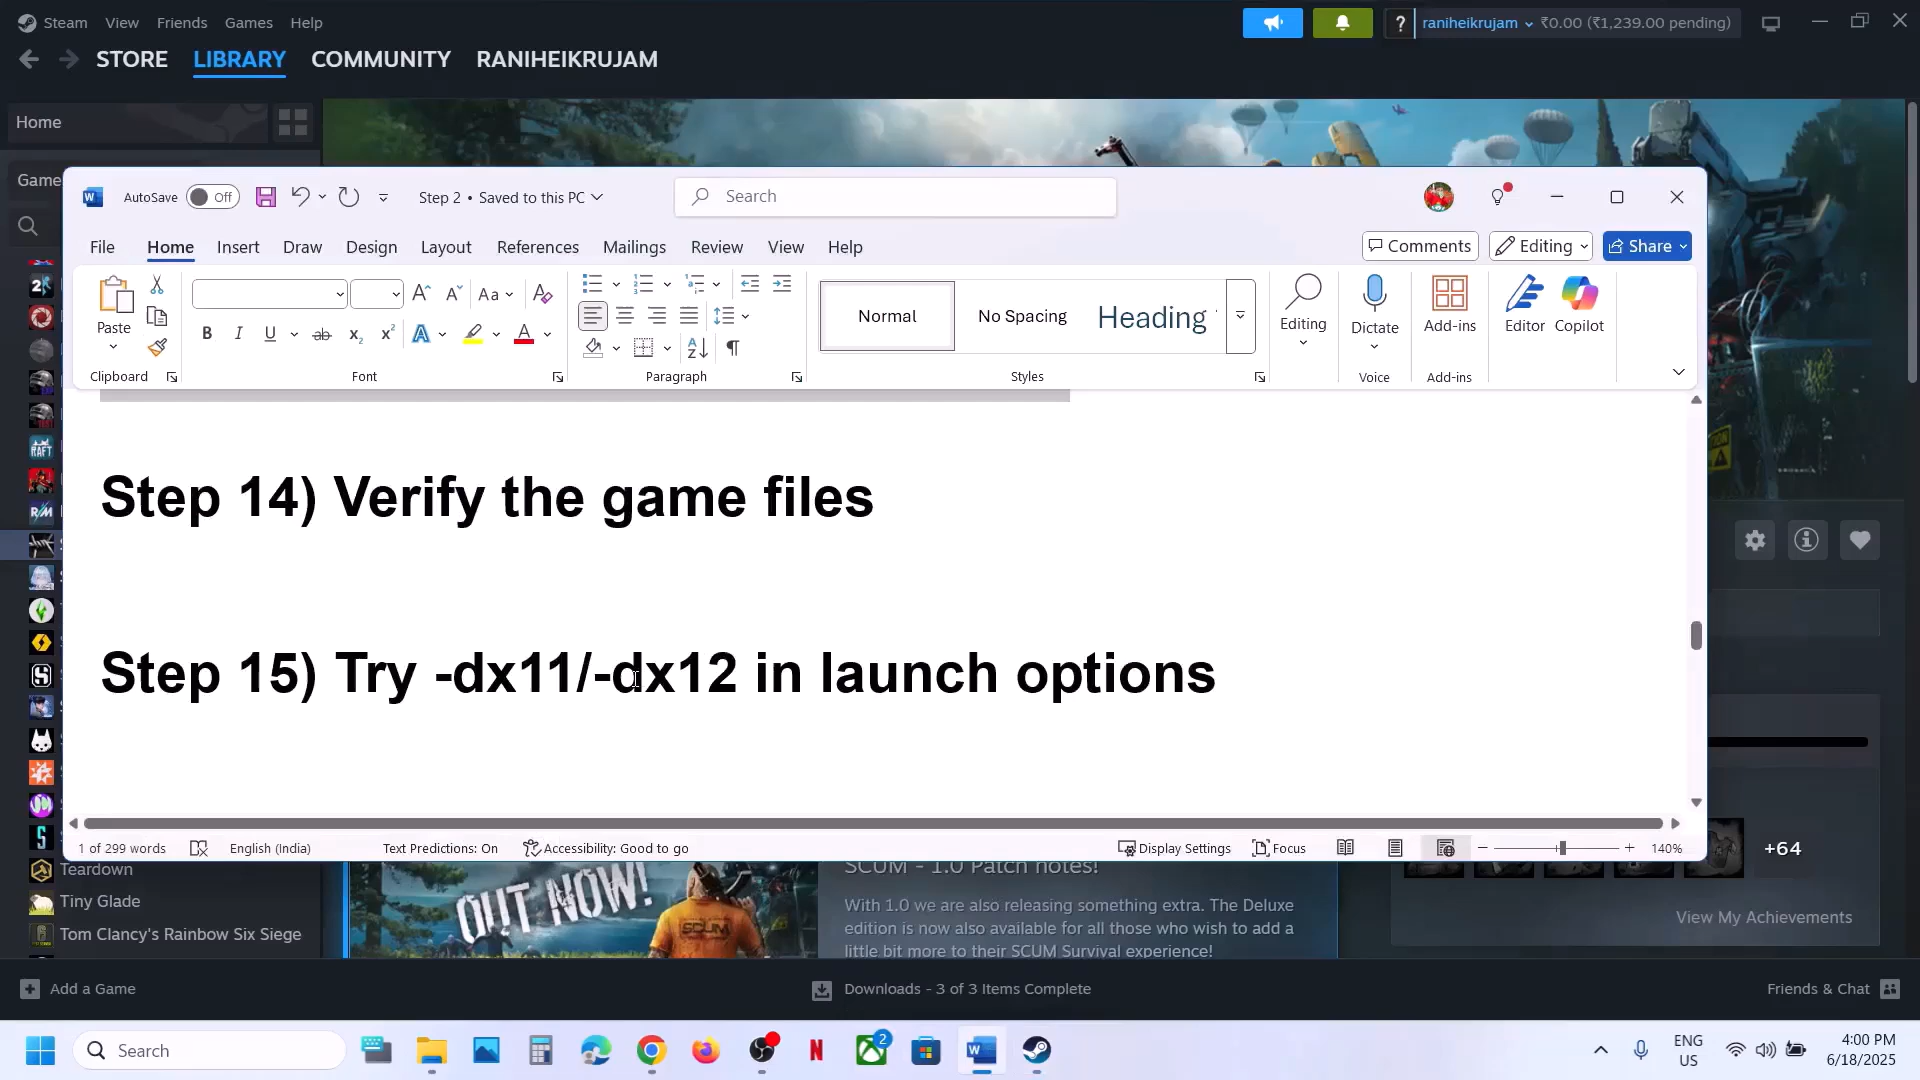 Steam View Friends Games Help
? raniheikrujam ₹0.00 (₹1,239.00 pending)
STORE LIBRARY COMMUNITY RANIHEIKRUJAM
Home
Game
AutoSave Off Step 2 • Saved to this PC Search
File Home Insert Draw Design Layout References Mailings Review View Help Comments Editing Share
Paste
Aa
B I U ab x₂ x² A A
Normal
No Spacing
Heading
Editing
Dictate
Add-ins
Editor
Copilot
Clipboard Font Paragraph Styles Voice Add-ins
Step 14) Verify the game files
Step 15) Try -dx11/-dx12 in launch options
1 of 299 words English (India) Text Predictions: On Accessibility: Good to go Display Settings Focus 140%
Teardown
Tiny Glade
Tom Clancy's Rainbow Six Siege
OUT NOW!
SCUM
SCUM - 1.0 Patch notes!
With 1.0 we are also releasing something extra. The Deluxe
edition is now also available for all those who wish to add a
little bit more to their SCUM Survival experience!
+64
View My Achievements
Add a Game Downloads - 3 of 3 Items Complete Friends & Chat
Search
2
ENG
US
4:00 PM
6/18/2025